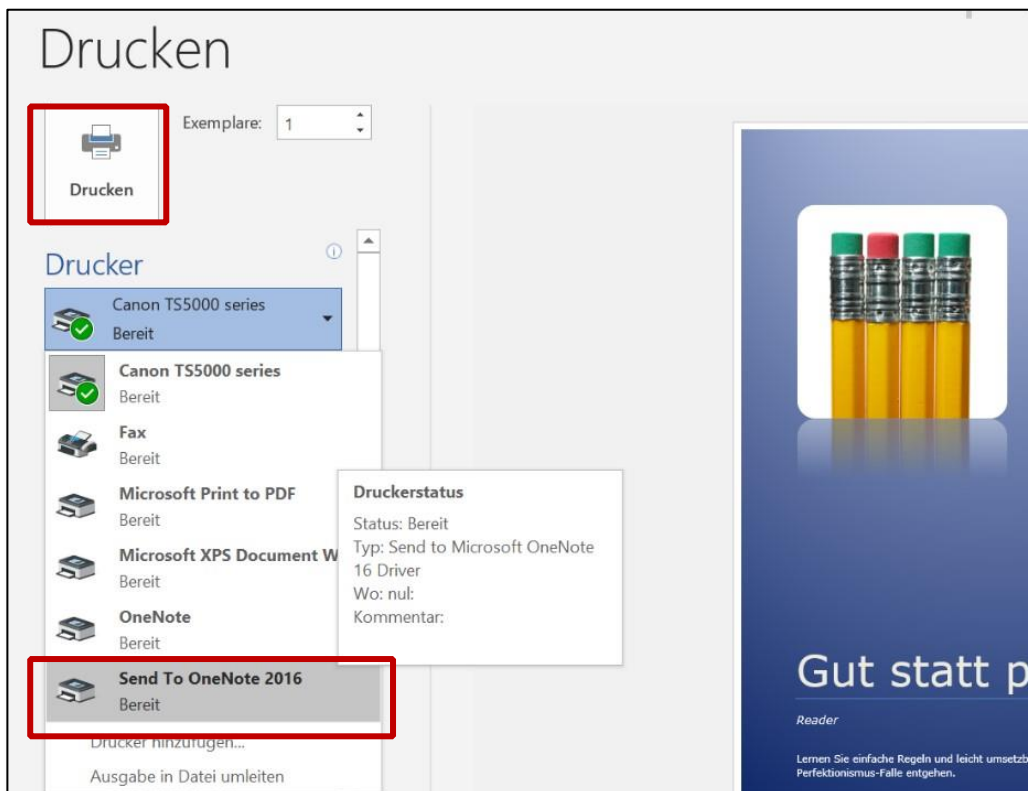 Drucken
Exemplare: 1
Drucken
Drucker
Canon TS5000 series
Bereit
Canon TS5000 series
Bereit
Fax
Bereit
Microsoft Print to PDF
Bereit
Microsoft XPS Document W
Bereit
OneNote
Bereit
Send To OneNote 2016
Bereit
Drucker hinzufügen...
Ausgabe in Datei umleiten
Druckerstatus
Status: Bereit
Typ: Send to Microsoft OneNote
16 Driver
Wo: nul:
Kommentar:
Gut statt p
Reader
Lernen Sie einfache Regeln und leicht umsetzb
Perfektionismus-Falle entgehen.